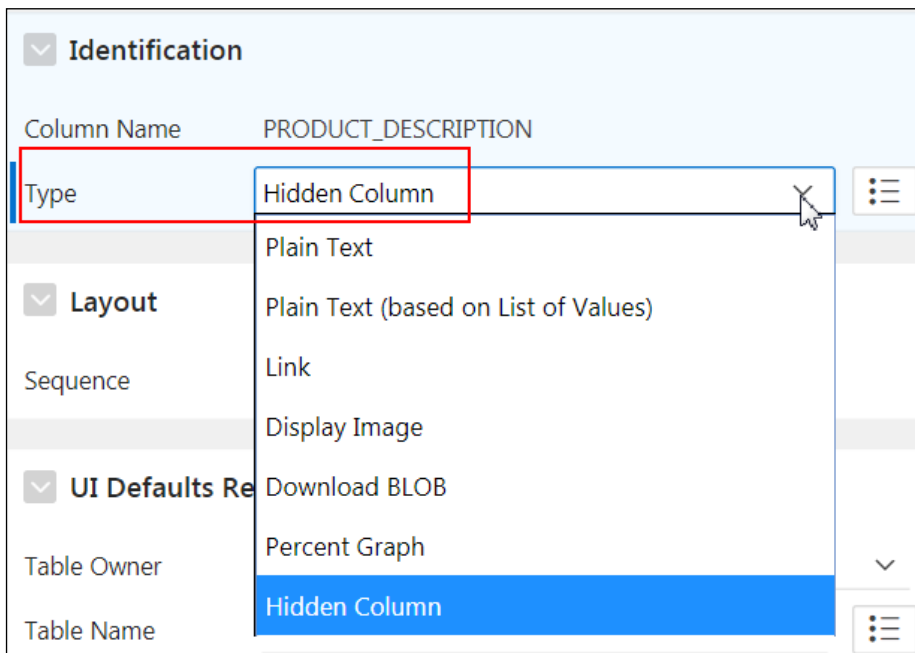 Identification
Column Name PRODUCT_DESCRIPTION
Type Hidden Column
Plain Text
Plain Text (based on List of Values)
Layout
Link
Sequence
Display Image
UI Defaults Re Download BLOB
Percent Graph
Table Owner
Hidden Column
Table Name